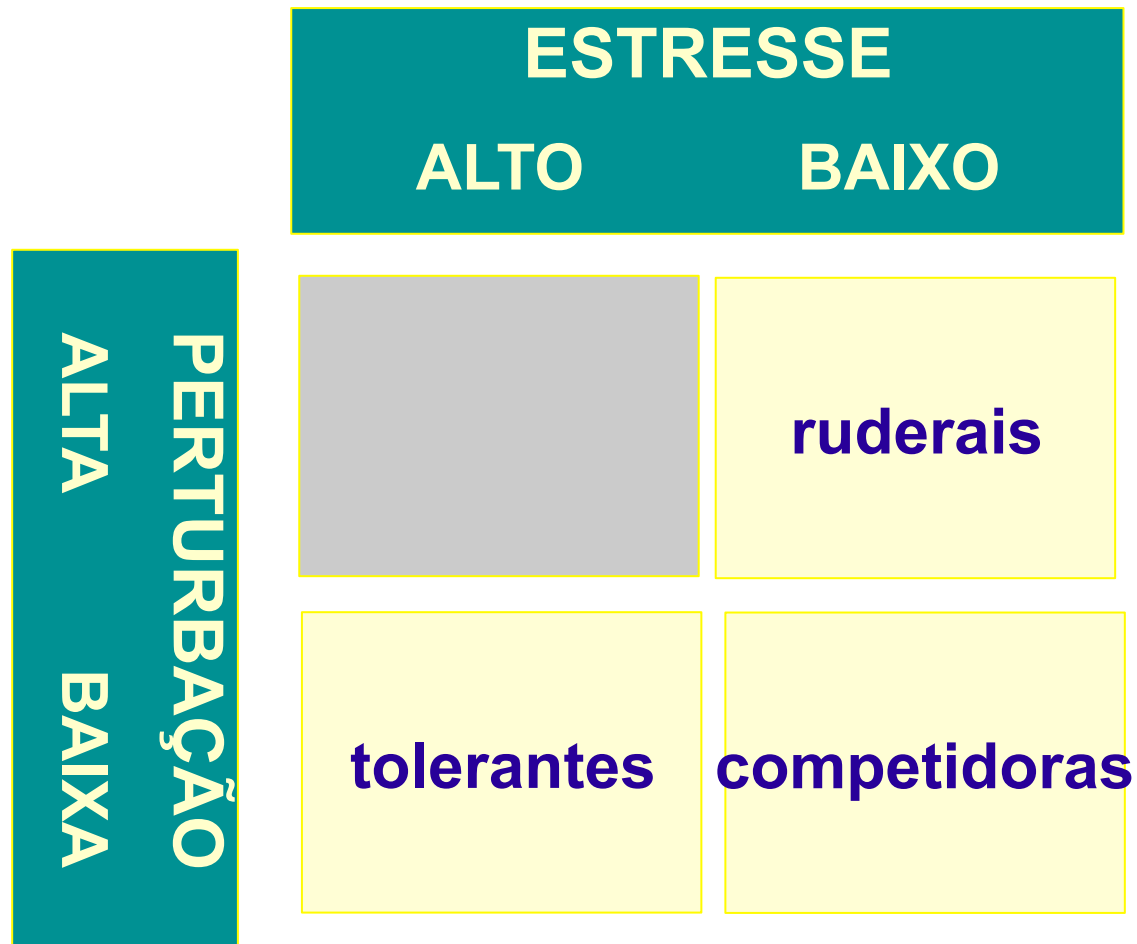 ESTRESSE
ALTO BAIXO
PERTURBAÇÃO
ALTA BAIXA
ruderais
tolerantes competidoras